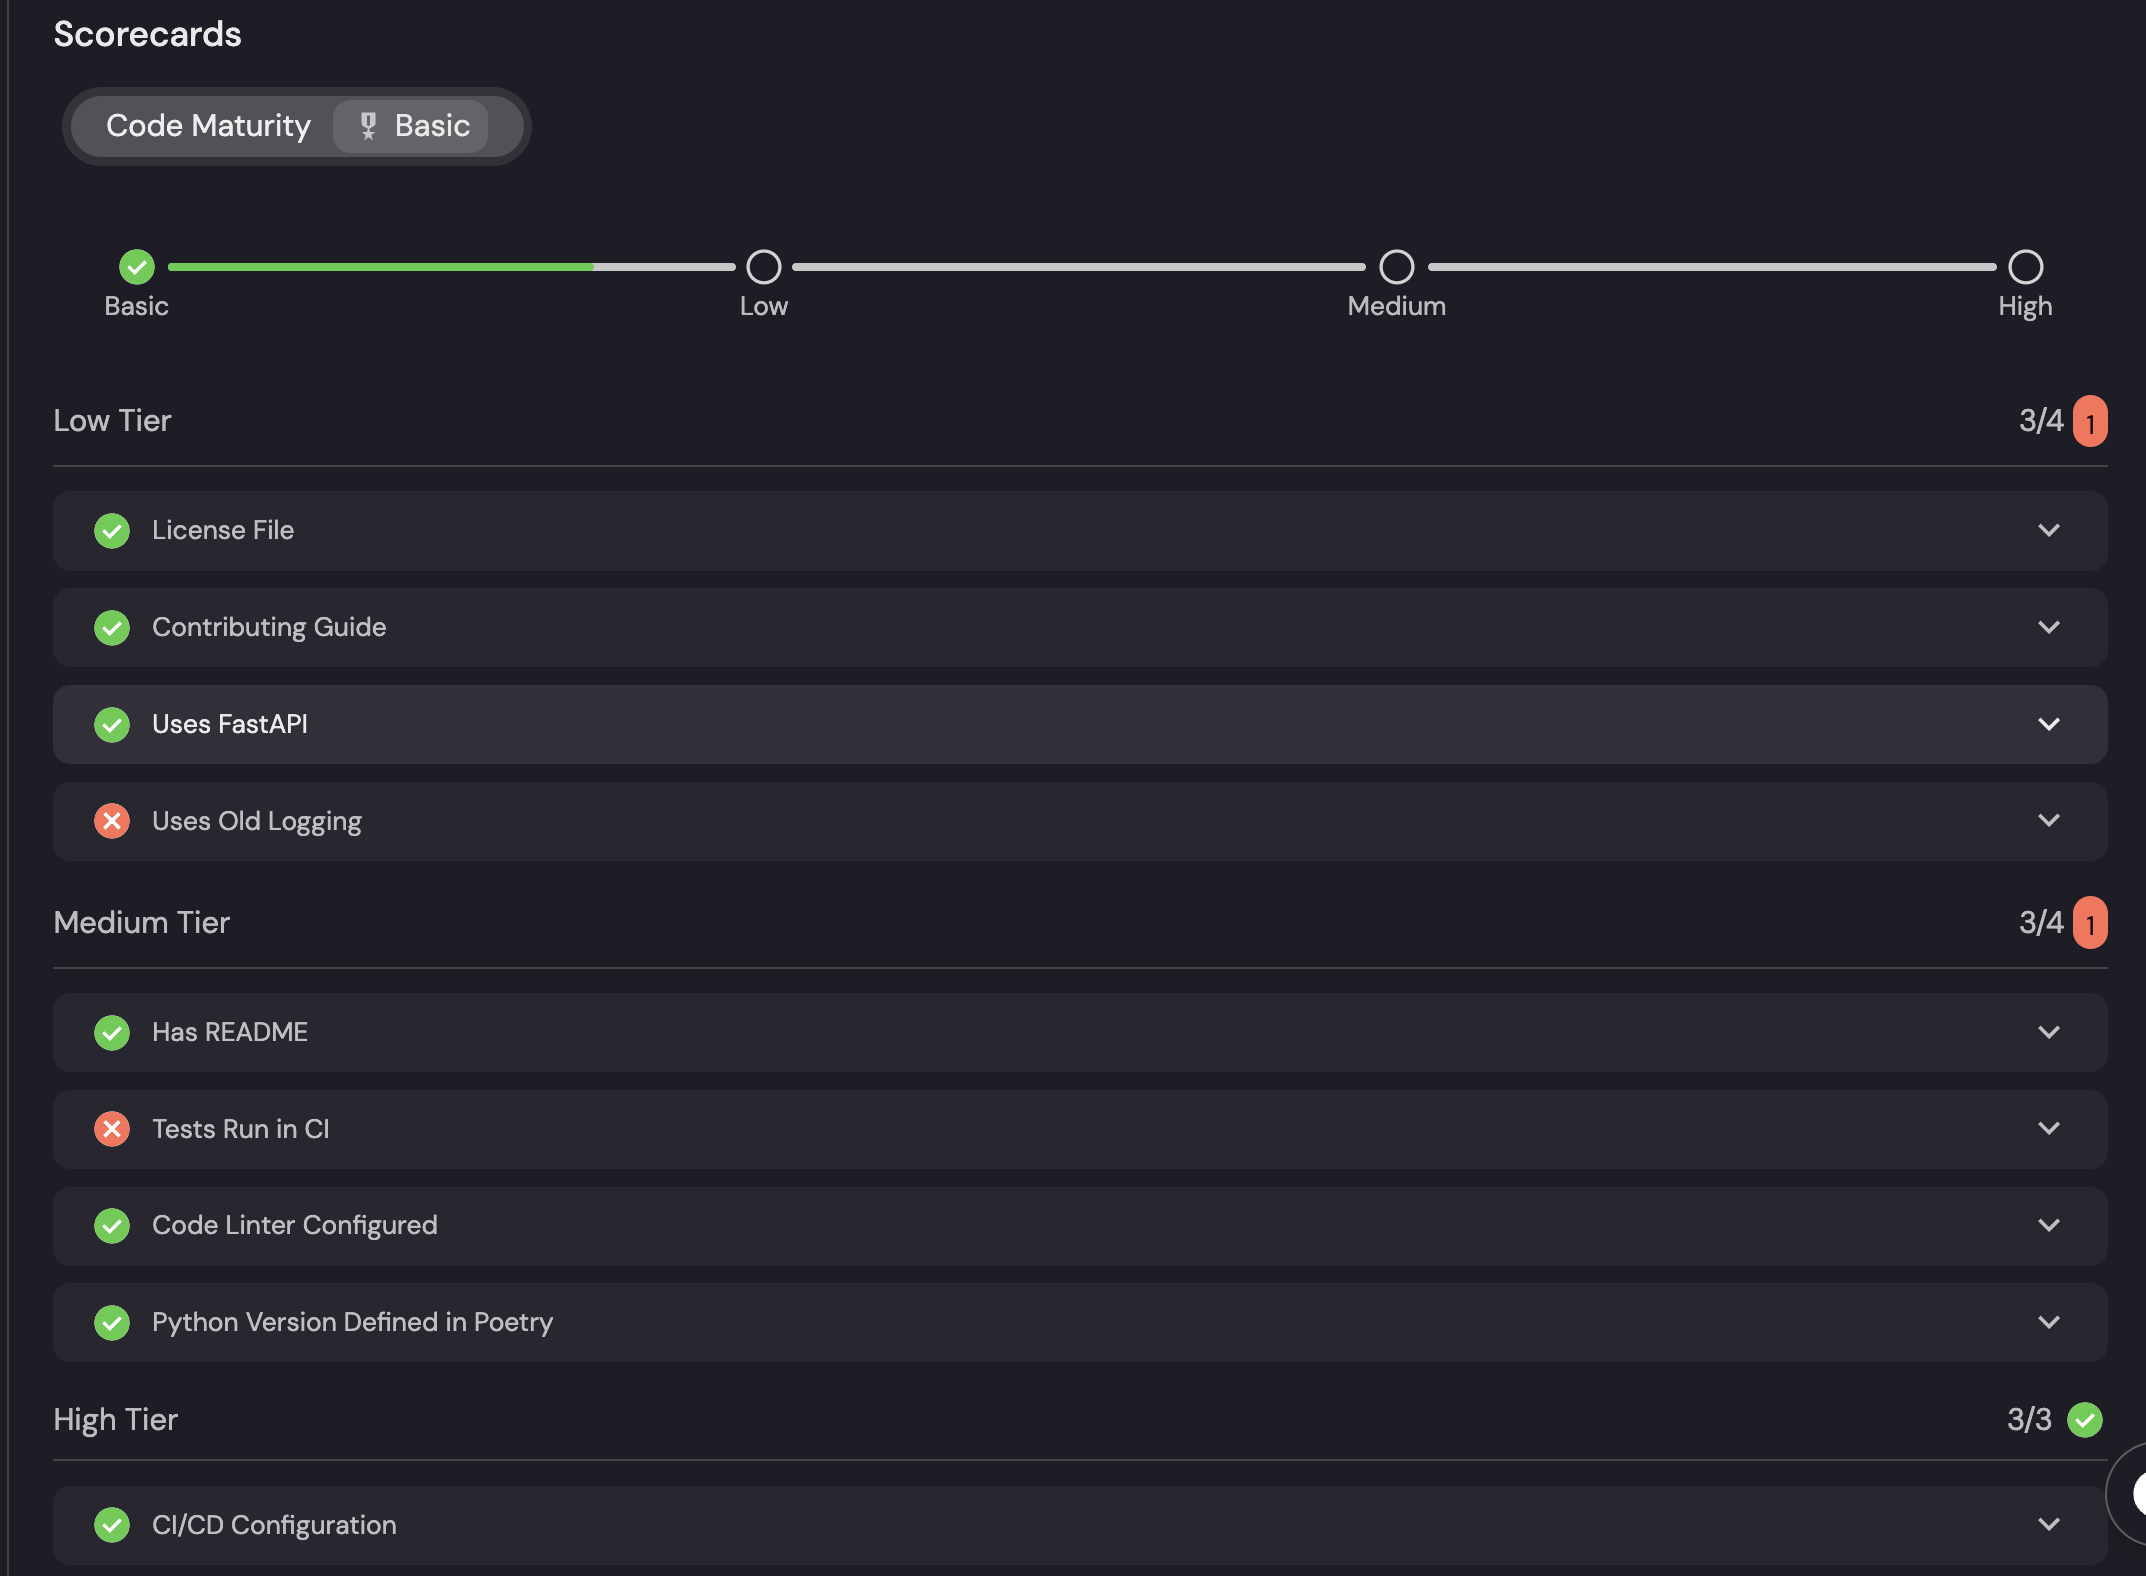 Scorecards
Code Maturity Basic
Basic Low Medium High
Low Tier 3/4 1
License File
Contributing Guide
Uses FastAPI
Uses Old Logging
Medium Tier 3/4 1
Has README
Tests Run in CI
Code Linter Configured
Python Version Defined in Poetry
High Tier 3/3
CI/CD Configuration